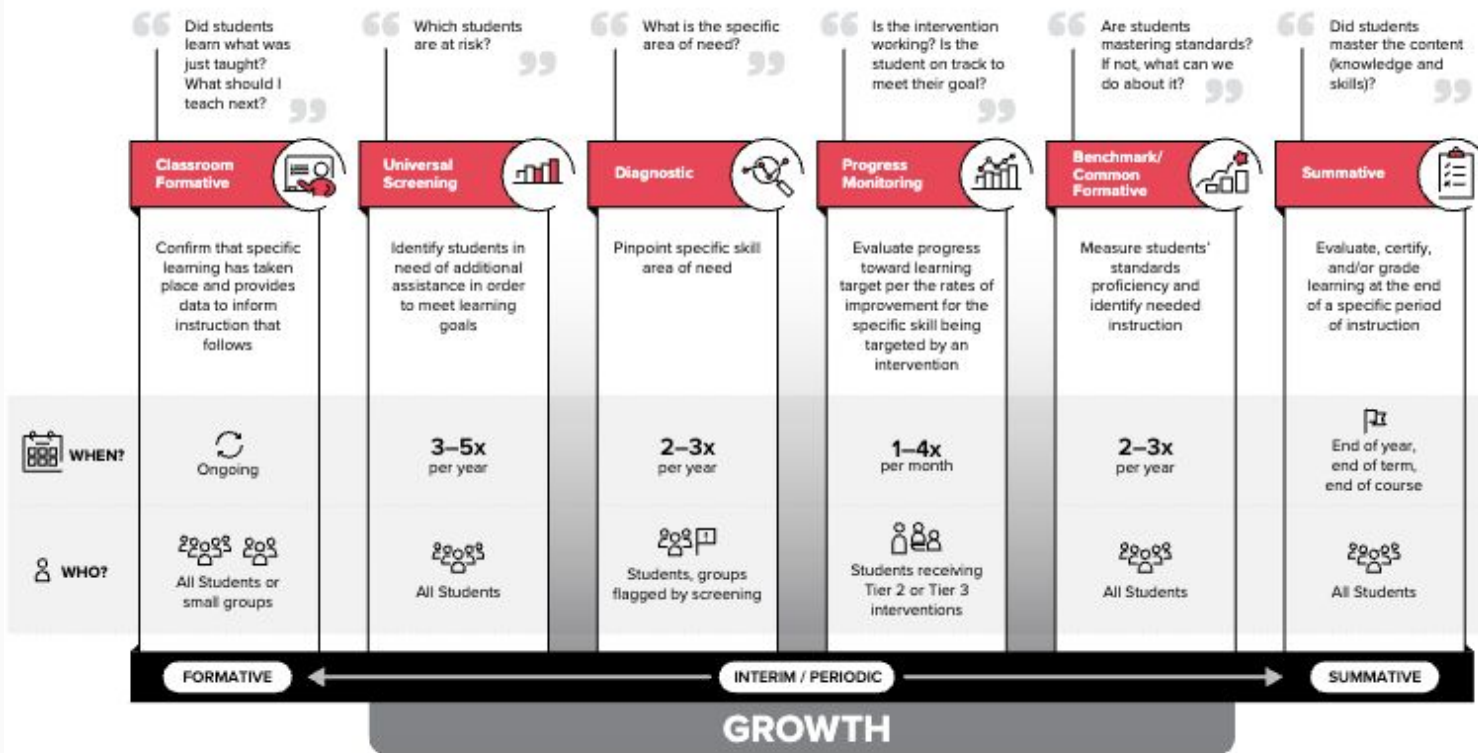 Did students
learn what was
just taught?
What should I
teach next?
Which students
are at risk?
What is the specific
area of need?
Is the intervention
working? Is the
student on track to
meet their goal?
Are students
mastering standards?
If not, what can we
do about it?
Did students
master the content
(knowledge and
skills)?
Classroom
Formative
Universal
Screening
Diagnostic
Progress
Monitoring
Benchmark/
Common
Formative
Summative
Confirm that specific
learning has taken
place and provides
data to inform
instruction that
follows
Identify students in
need of additional
assistance in order
to meet learning
goals
Pinpoint specific skill
area of need
Evaluate progress
toward learning
target per the rates of
improvement for the
specific skill being
targeted by an
intervention
Measure students'
standards
proficiency and
identify needed
instruction
Evaluate, certify,
and/or grade
learning at the end
of a specific period
of instruction
WHEN?
Ongoing
3–5x
per year
2–3x
per year
1–4x
per month
2–3x
per year
End of year,
end of term,
end of course
WHO?
All Students or
small groups
All Students
Students, groups
flagged by screening
Students receiving
Tier 2 or Tier 3
interventions
All Students
All Students
FORMATIVE
INTERIM / PERIODIC
SUMMATIVE
GROWTH